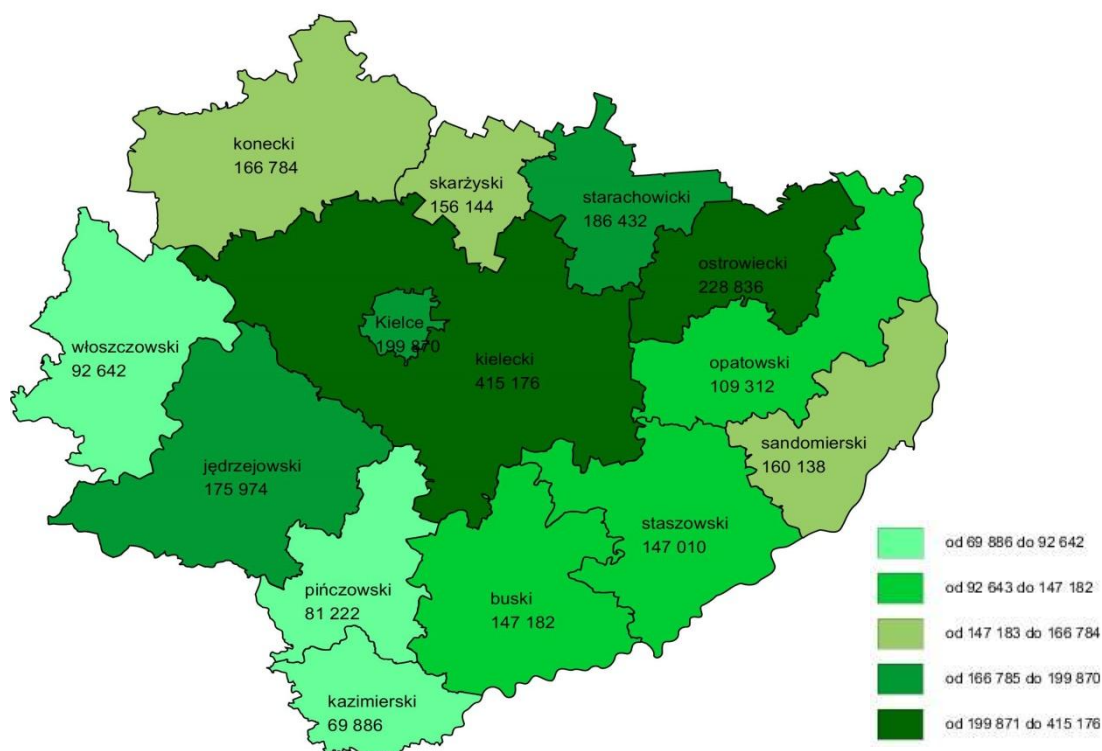 konecki
166 784
skarżyski
156 144
starachowicki
186 432
ostrowiecki
228 836
Kielce
199 870
włoszczowski
92 642
kielecki
415 176
opatowski
109 312
sandomierski
160 138
jędrzejowski
175 974
staszowski
147 010
pińczowski
81 222
buski
147 182
kazimierski
69 886
od 69 886 do 92 642
od 92 643 do 147 182
od 147 183 do 166 784
od 166 785 do 199 870
od 199 871 do 415 176